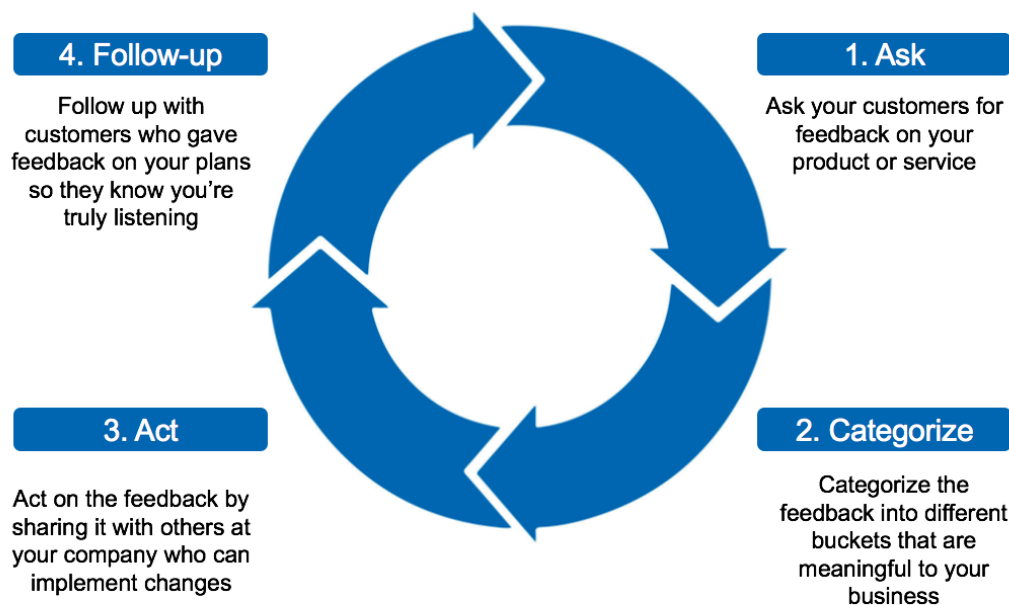 1. Ask
Ask your customers for
feedback on your
product or service
2. Categorize
Categorize the
feedback into different
buckets that are
meaningful to your
business
3. Act
Act on the feedback by
sharing it with others at
your company who can
implement changes
4. Follow-up
Follow up with
customers who gave
feedback on your plans
so they know you’re
truly listening